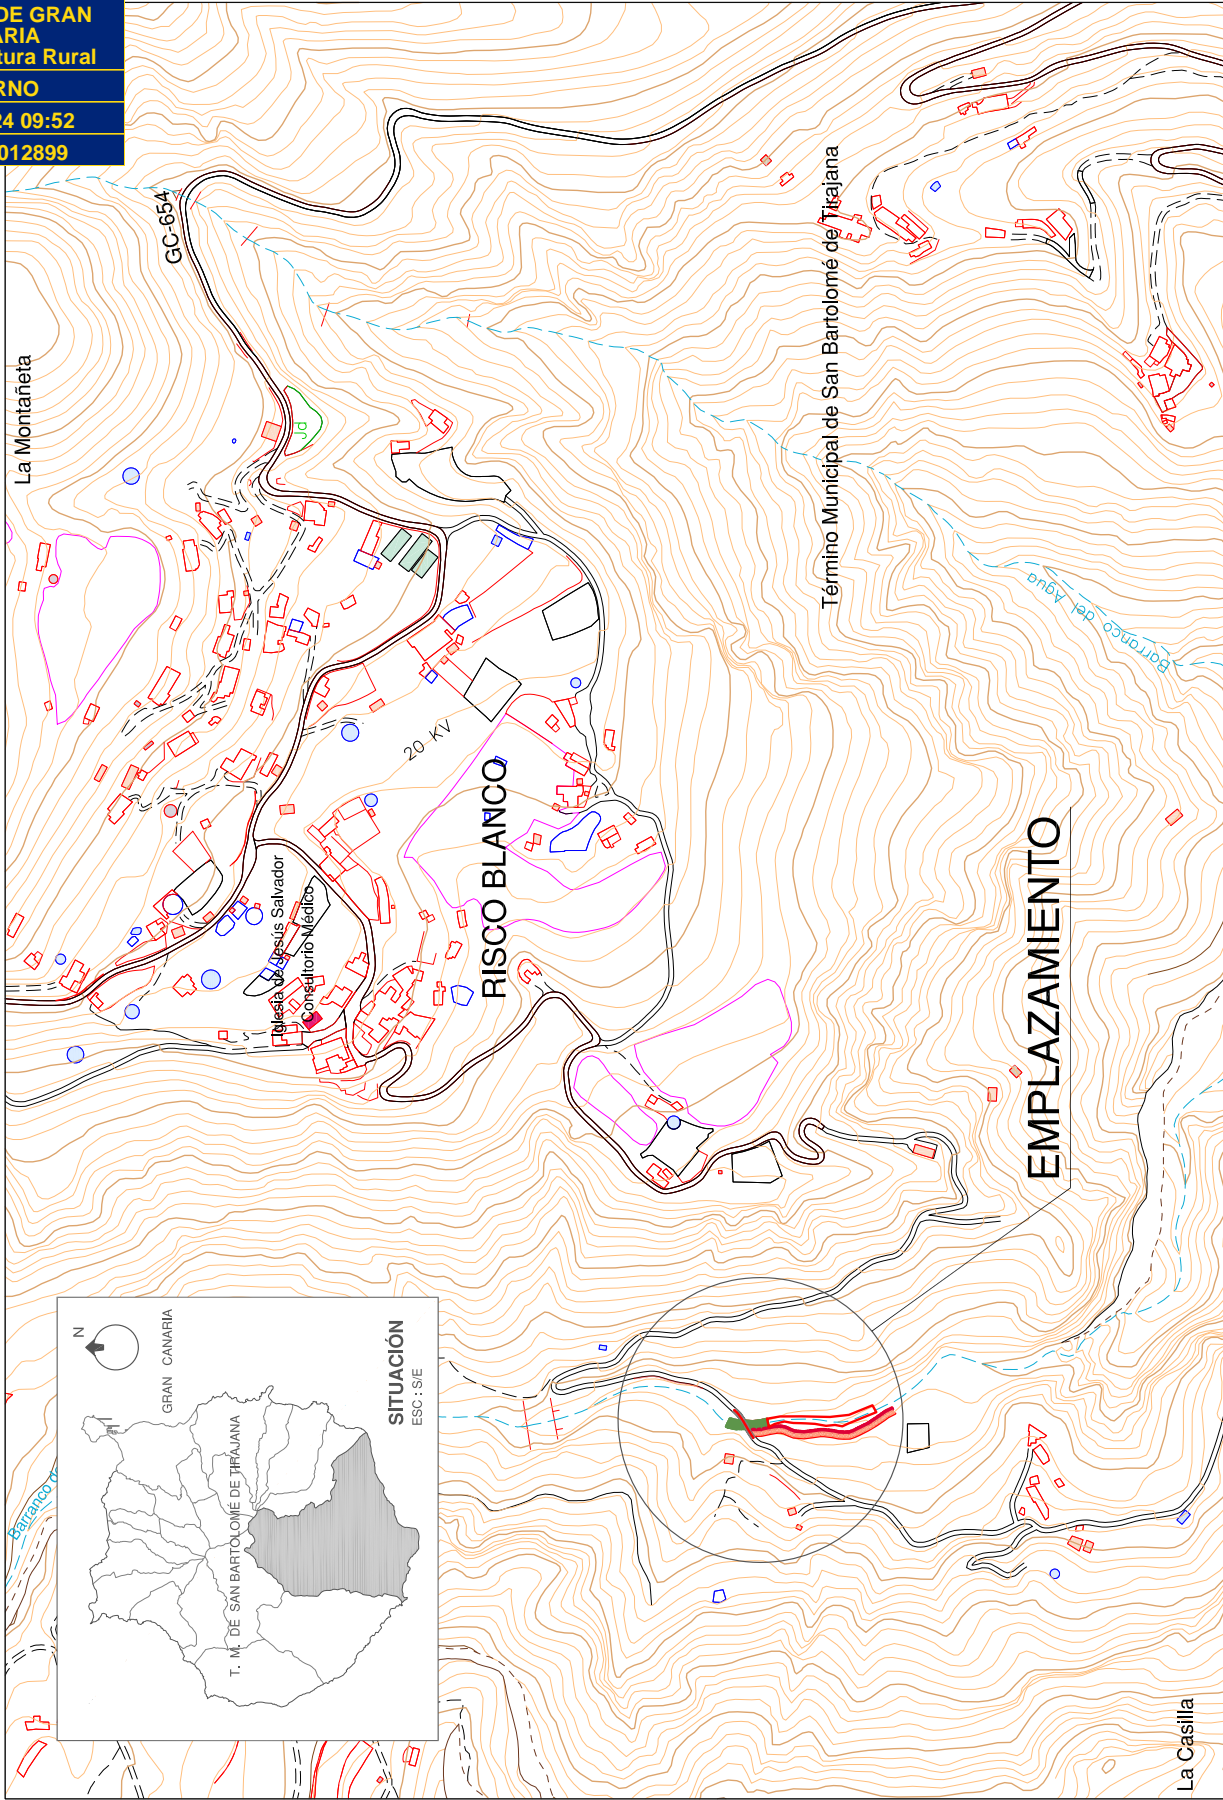 DE GRAN
ARIA
tura Rural
RNO
24 09:52
012899
La Montañeta
GC-654
Jd
Término Municipal de San Bartolomé de Tirajana
Barranco del Agua
20 KV
RISCO BLANCO
Iglesia de Jesús Salvador
Consultorio Médico
EMPLAZAMIENTO
N
GRAN CANARIA
T. M. DE SAN BARTOLOMÉ DE TIRAJANA
SITUACIÓN
ESC : S/E
Barranco de
La Casilla